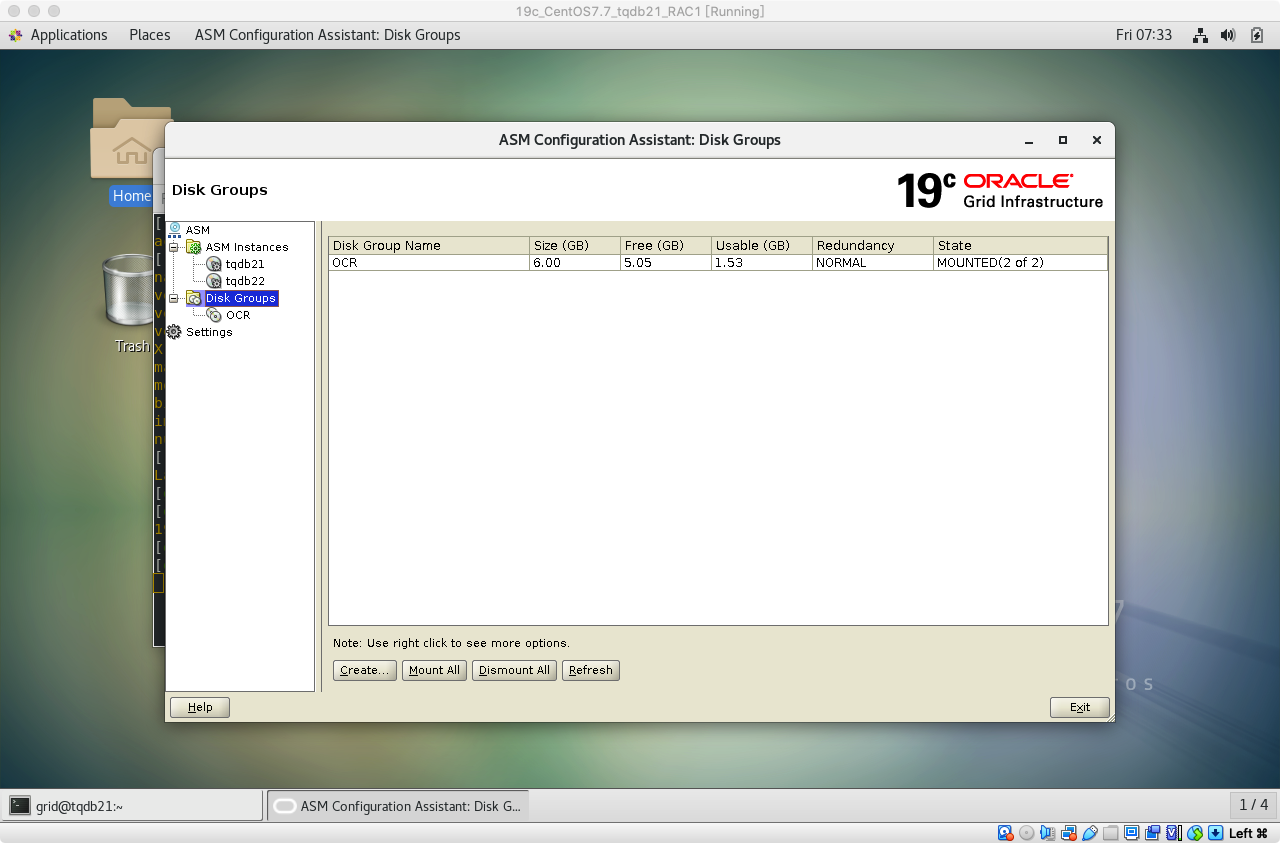 19c_CentOS7.7_tqdb21_RAC1 [Running]
Applications Places ASM Configuration Assistant: Disk Groups Fri 07:33
Home
Trash
ASM Configuration Assistant: Disk Groups
Disk Groups
19c ORACLE
Grid Infrastructure
ASM
ASM Instances
tqdb21
tqdb22
Disk Groups
OCR
Settings
Disk Group Name Size (GB) Free (GB) Usable (GB) Redundancy State
OCR 6.00 5.05 1.53 NORMAL MOUNTED(2 of 2)
Note: Use right click to see more options.
Create... Mount All Dismount All Refresh
Help Exit
7
grid@tqdb21:~ ASM Configuration Assistant: Disk G... 1 / 4
Left ⌘